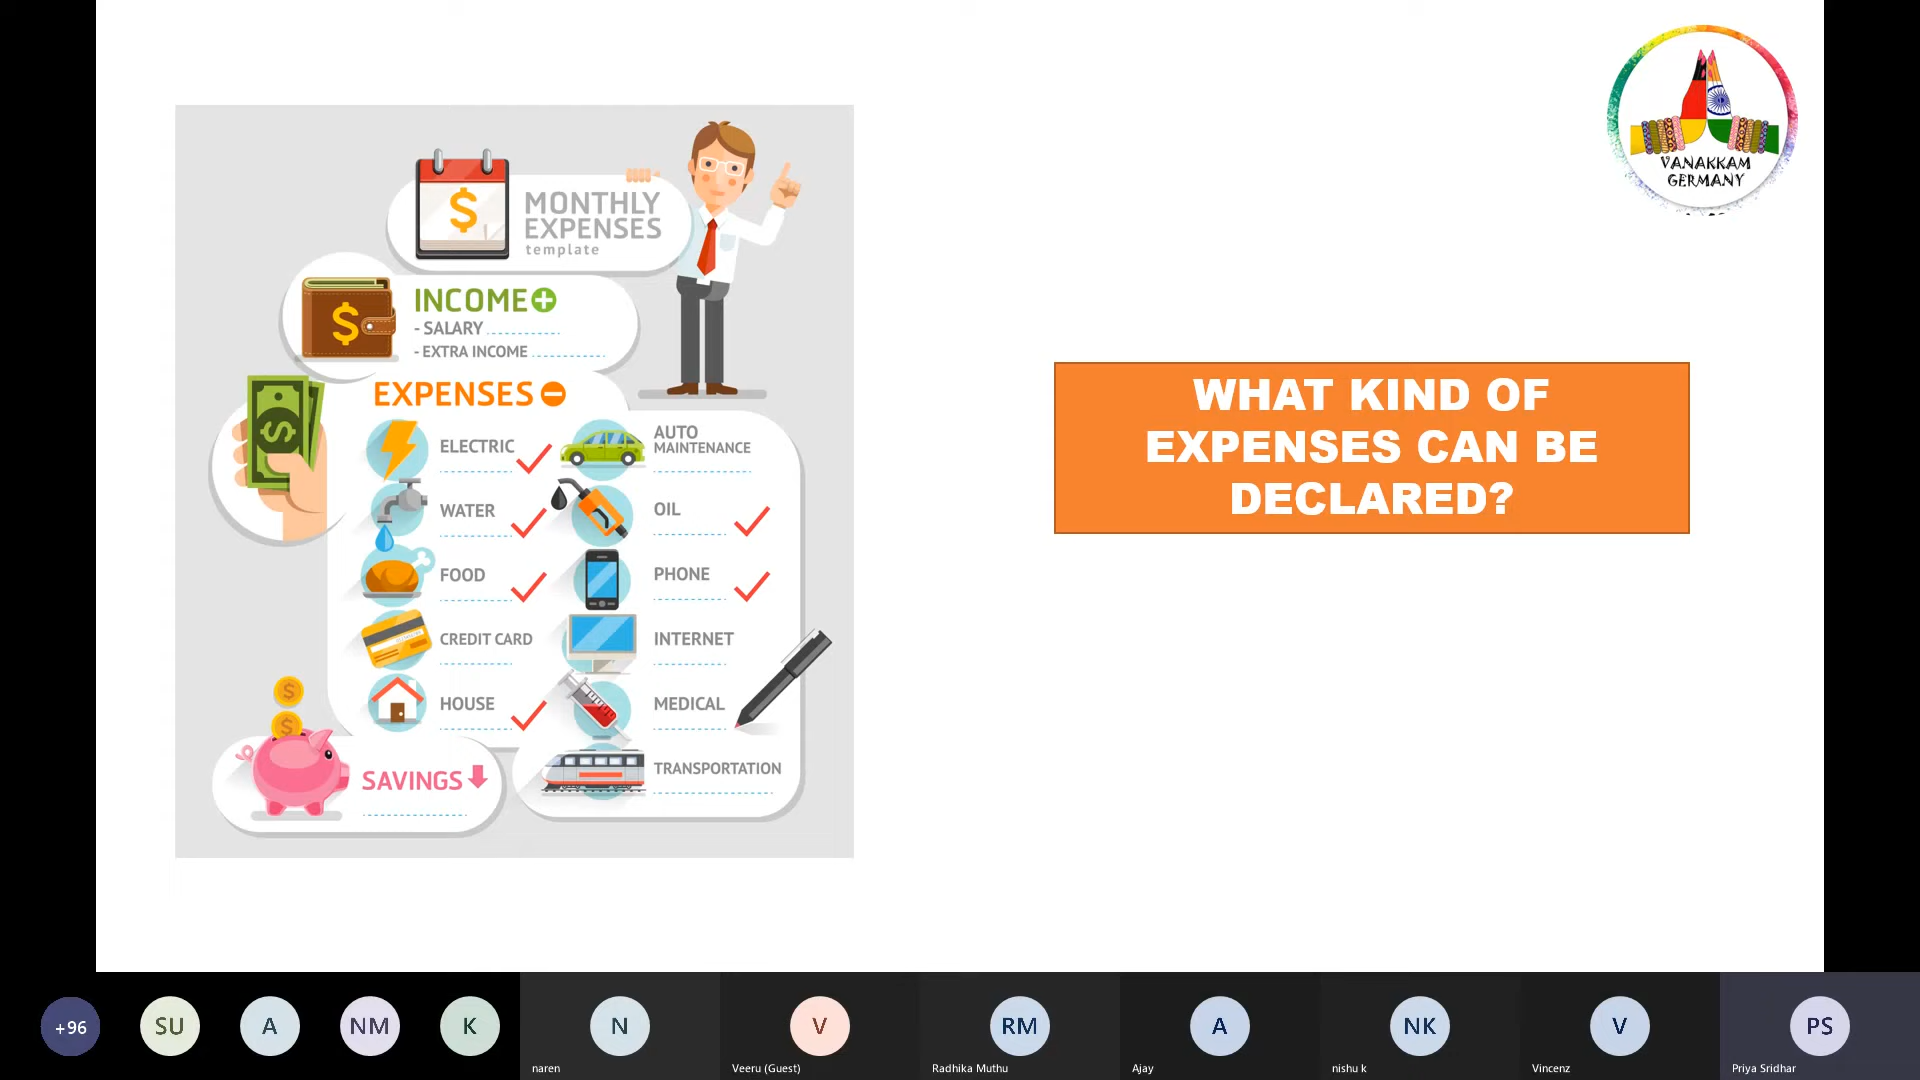 MONTHLY
EXPENSES
template
INCOME
- SALARY
- EXTRA INCOME
EXPENSES
ELECTRIC
WATER
FOOD
CREDIT CARD
HOUSE
AUTO
MAINTENANCE
OIL
PHONE
INTERNET
MEDICAL
TRANSPORTATION
SAVINGS
VANAKKAM
GERMANY
WHAT KIND OF
EXPENSES CAN BE
DECLARED?
+96
SU
A
NM
K
N
naren
V
Veeru (Guest)
RM
Radhika Muthu
A
Ajay
NK
nishu k
V
Vincenz
PS
Priya Sridhar